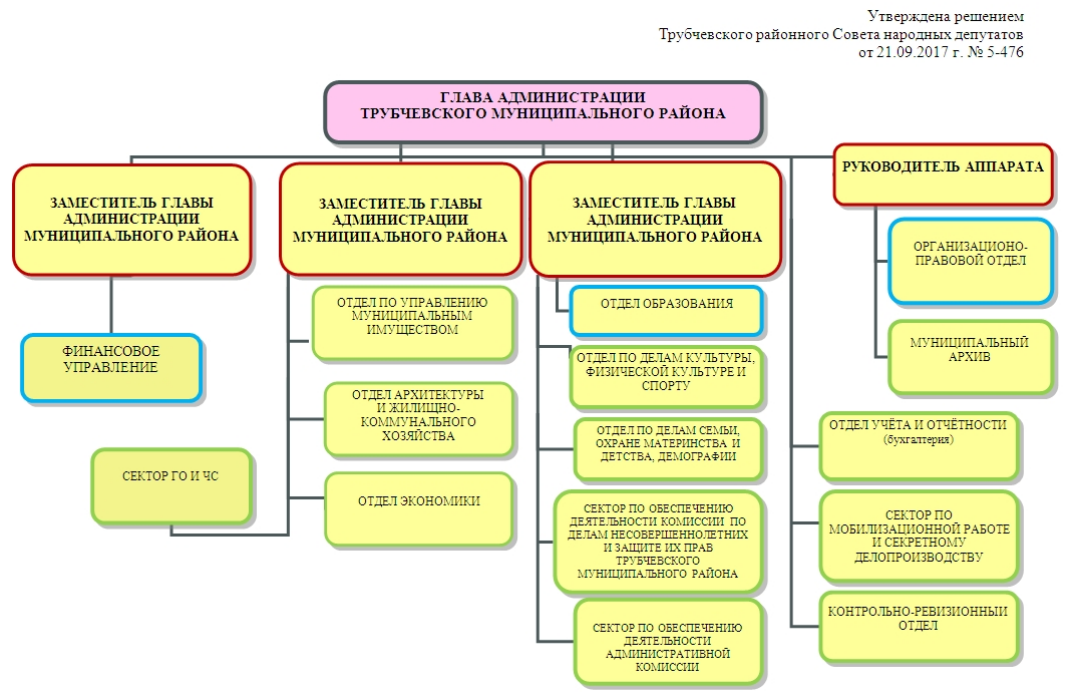 Утверждена решением
Трубчевского районного Совета народных депутатов
от 21.09.2017 г. № 5-476
ГЛАВА АДМИНИСТРАЦИИ
ТРУБЧЕВСКОГО МУНИЦИПАЛЬНОГО РАЙОНА
ЗАМЕСТИТЕЛЬ ГЛАВЫ
АДМИНИСТРАЦИИ
МУНИЦИПАЛЬНОГО РАЙОНА
ФИНАНСОВОЕ
УПРАВЛЕНИЕ
ЗАМЕСТИТЕЛЬ ГЛАВЫ
АДМИНИСТРАЦИИ
МУНИЦИПАЛЬНОГО РАЙОНА
ОТДЕЛ ПО УПРАВЛЕНИЮ
МУНИЦИПАЛЬНЫМ
ИМУЩЕСТВОМ
ОТДЕЛ АРХИТЕКТУРЫ
И ЖИЛИЩНО-
КОММУНАЛЬНОГО
ХОЗЯЙСТВА
ОТДЕЛ ЭКОНОМИКИ
СЕКТОР ГО И ЧС
ЗАМЕСТИТЕЛЬ ГЛАВЫ
АДМИНИСТРАЦИИ
МУНИЦИПАЛЬНОГО РАЙОНА
ОТДЕЛ ОБРАЗОВАНИЯ
ОТДЕЛ ПО ДЕЛАМ КУЛЬТУРЫ,
ФИЗИЧЕСКОЙ КУЛЬТУРЕ И
СПОРТУ
ОТДЕЛ ПО ДЕЛАМ СЕМЬИ,
ОХРАНЕ МАТЕРИНСТВА И
ДЕТСТВА, ДЕМОГРАФИИ
СЕКТОР ПО ОБЕСПЕЧЕНИЮ
ДЕЯТЕЛЬНОСТИ КОМИССИИ ПО
ДЕЛАМ НЕСОВЕРШЕННОЛЕТНИХ
И ЗАЩИТЕ ИХ ПРАВ
ТРУБЧЕВСКОГО
МУНИЦИПАЛЬНОГО РАЙОНА
СЕКТОР ПО ОБЕСПЕЧЕНИЮ
ДЕЯТЕЛЬНОСТИ
АДМИНИСТРАТИВНОЙ
КОМИССИИ
РУКОВОДИТЕЛЬ АППАРАТА
ОРГАНИЗАЦИОНО-
ПРАВОВОЙ ОТДЕЛ
МУНИЦИПАЛЬНЫЙ
АРХИВ
ОТДЕЛ УЧЁТА И ОТЧЁТНОСТИ
(бухгалтерия)
СЕКТОР ПО
МОБИЛИЗАЦИОННОЙ РАБОТЕ
И СЕКРЕТНОМУ
ДЕЛОПРОИЗВОДСТВУ
КОНТРОЛЬНО-РЕВИЗИОННЫЙ
ОТДЕЛ